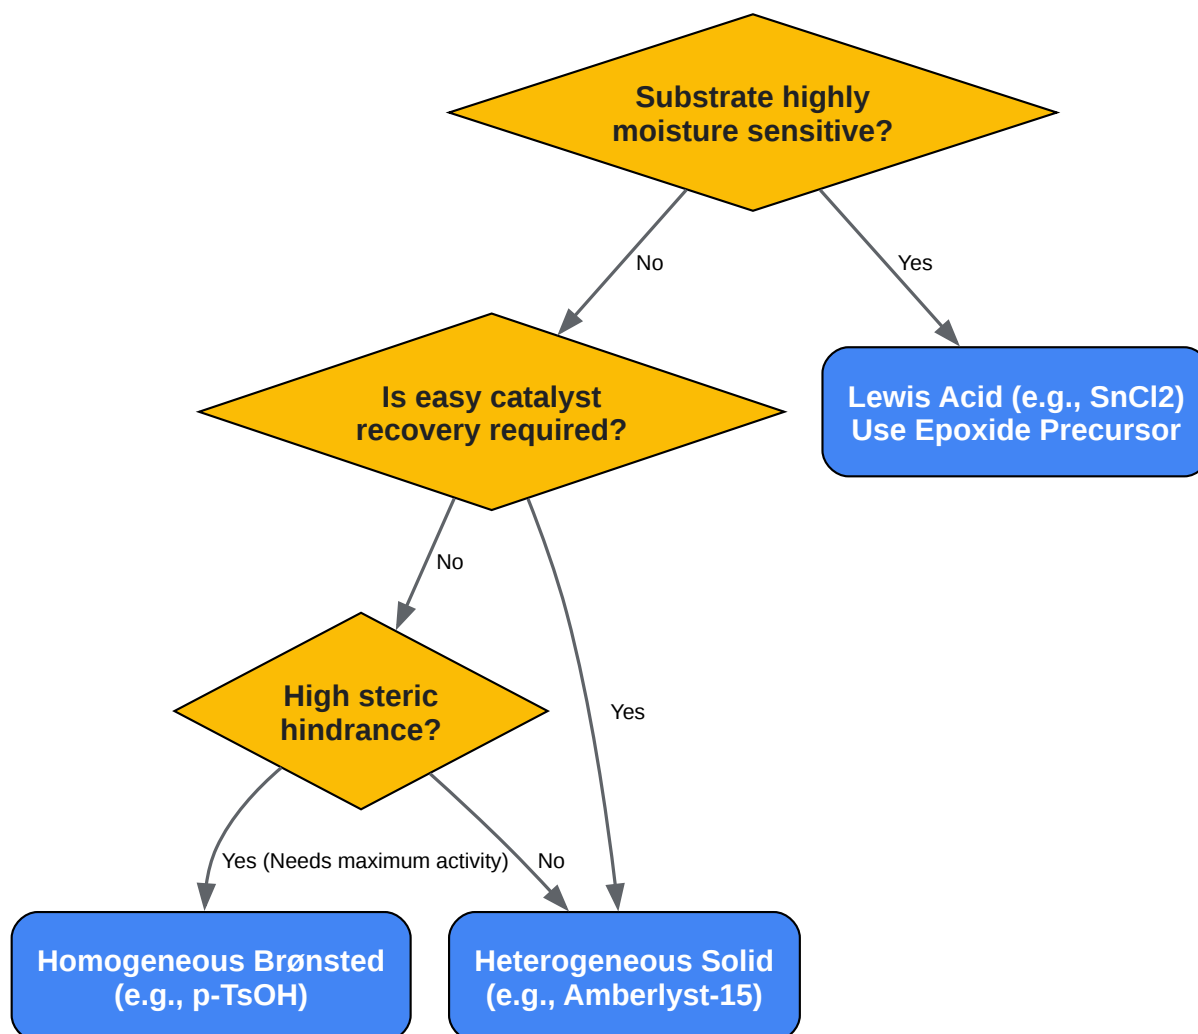 Substrate highly
moisture sensitive?
No
Yes
Is easy catalyst
recovery required?
Lewis Acid (e.g., SnCl2)
Use Epoxide Precursor
No
High steric
hindrance?
Yes
Yes (Needs maximum activity)
No
Homogeneous Brønsted
(e.g., p-TsOH)
Heterogeneous Solid
(e.g., Amberlyst-15)